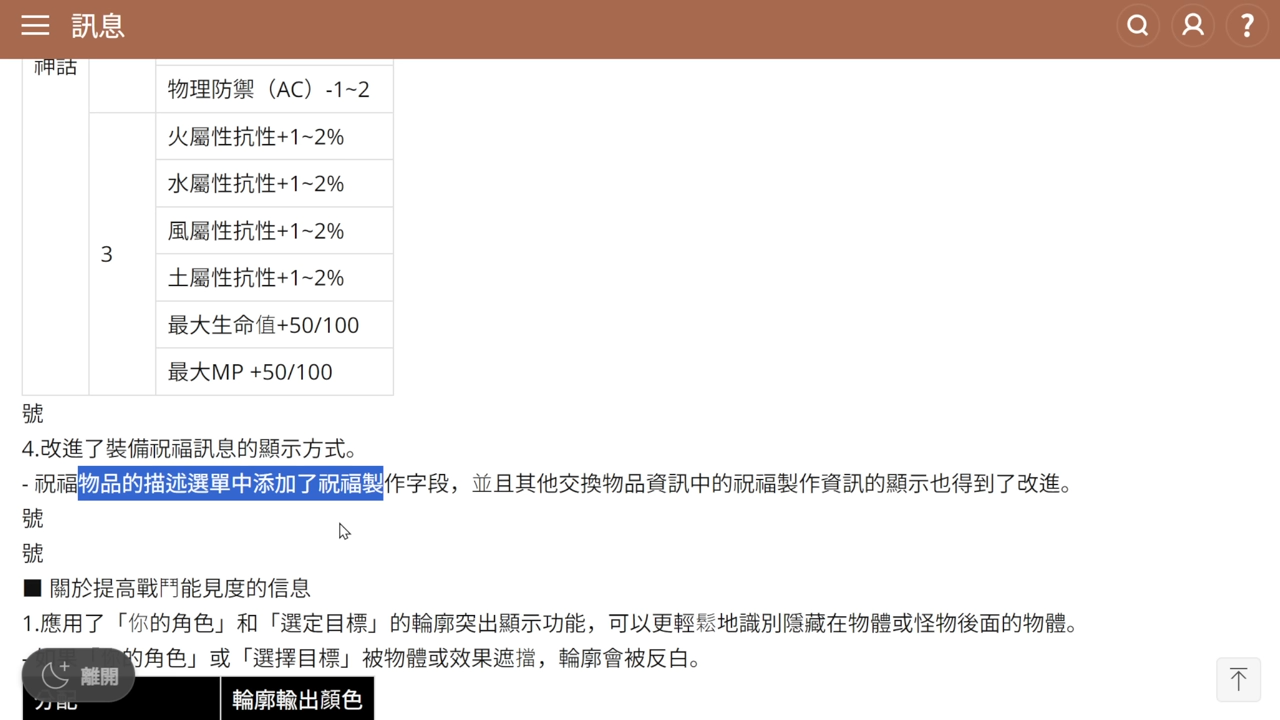 訊息
神話
物理防禦（AC）-1~2
3
火屬性抗性+1~2%
水屬性抗性+1~2%
風屬性抗性+1~2%
土屬性抗性+1~2%
最大生命值+50/100
最大MP +50/100
號
4.改進了裝備祝福訊息的顯示方式。
- 祝福物品的描述選單中添加了祝福製作字段，並且其他交換物品資訊中的祝福製作資訊的顯示也得到了改進。
號
號
■ 關於提高戰鬥能見度的信息
1.應用了「你的角色」和「選定目標」的輪廓突出顯示功能，可以更輕鬆地識別隱藏在物體或怪物後面的物體。
的角色」或「選擇目標」被物體或效果遮擋，輪廓會被反白。
離開
分配 輪廓輸出顏色